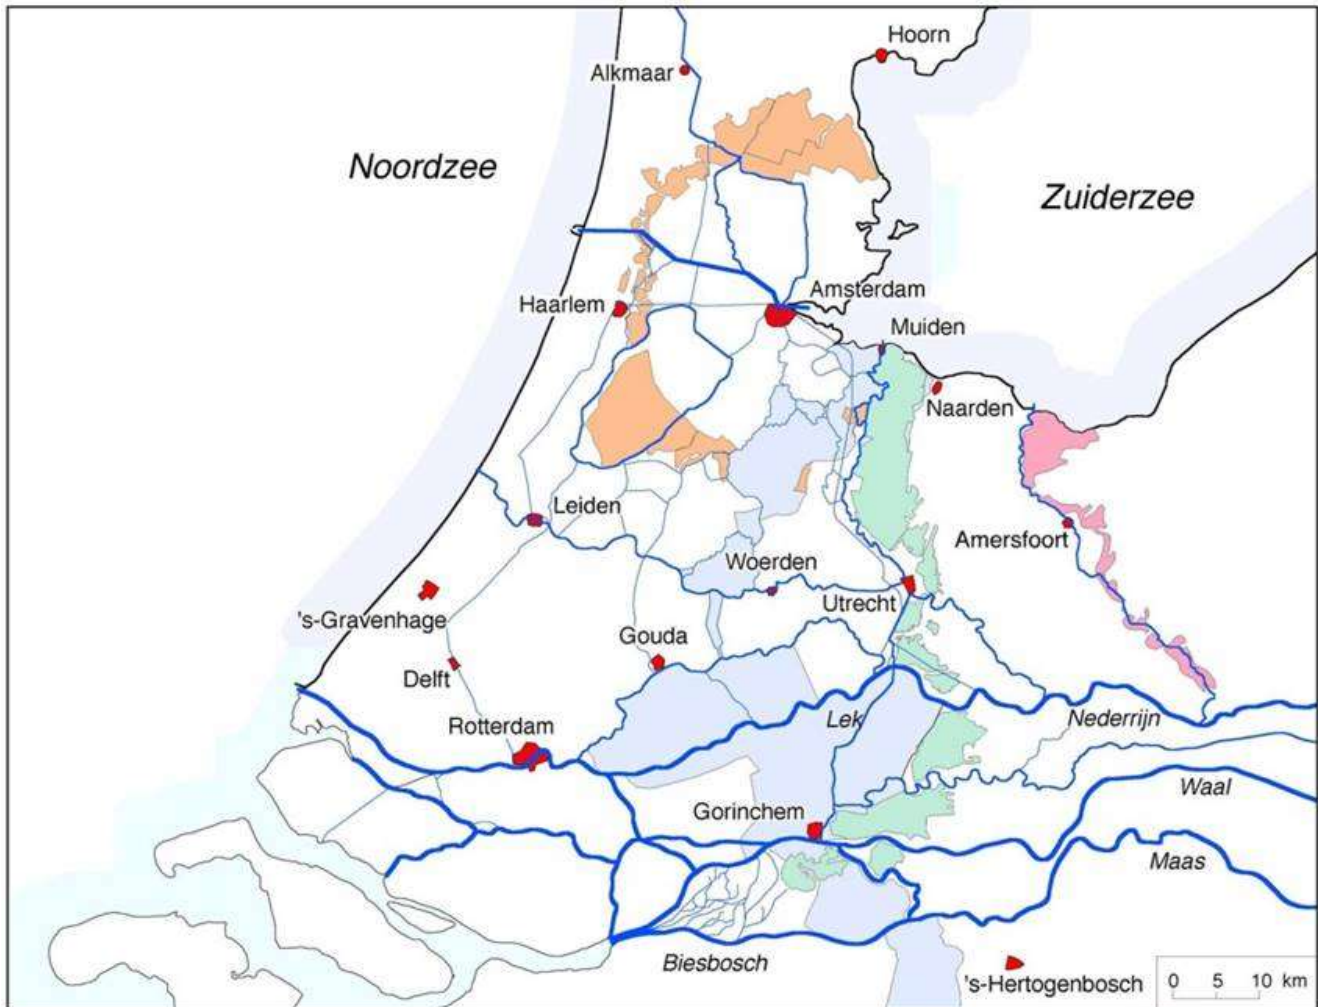 Hoorn
Alkmaar
Noordzee
Zuiderzee
Haarlem
Amsterdam
Muiden
Naarden
Leiden
Amersfoort
Woerden
Utrecht
's-Gravenhage
Gouda
Delft
Rotterdam
Lek
Nederrijn
Waal
Gorinchem
Maas
Biesbosch
's-Hertogenbosch
0 5 10 km